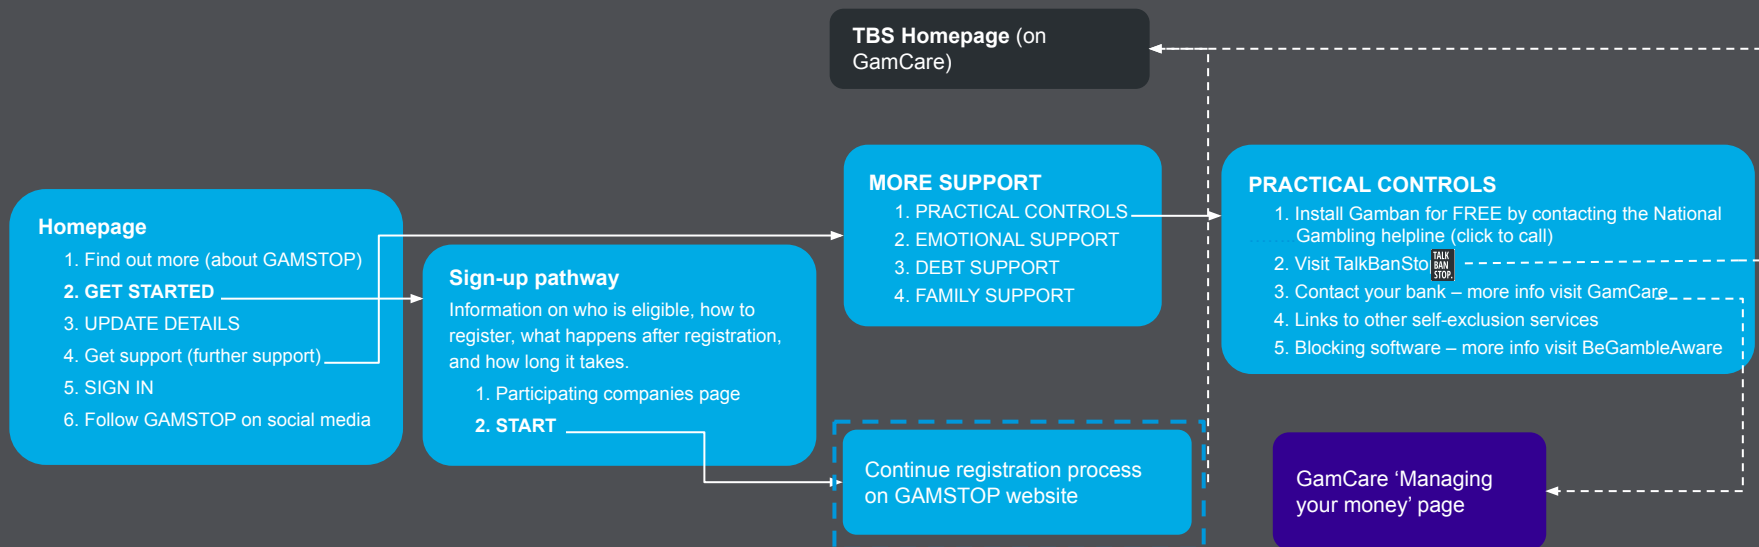 TBS Homepage (on
GamCare)
MORE SUPPORT
1. PRACTICAL CONTROLS
2. EMOTIONAL SUPPORT
3. DEBT SUPPORT
4. FAMILY SUPPORT
PRACTICAL CONTROLS
1. Install Gamban for FREE by contacting the National
Gambling helpline (click to call)
2. Visit TalkBanSto
TALK
BAN
STOP.
3. Contact your bank – more info visit GamCare
4. Links to other self-exclusion services
5. Blocking software – more info visit BeGambleAware
Homepage
1. Find out more (about GAMSTOP)
2. GET STARTED
3. UPDATE DETAILS
4. Get support (further support)
5. SIGN IN
6. Follow GAMSTOP on social media
Sign-up pathway
Information on who is eligible, how to
register, what happens after registration,
and how long it takes.
1. Participating companies page
2. START
Continue registration process
on GAMSTOP website
GamCare ‘Managing
your money’ page